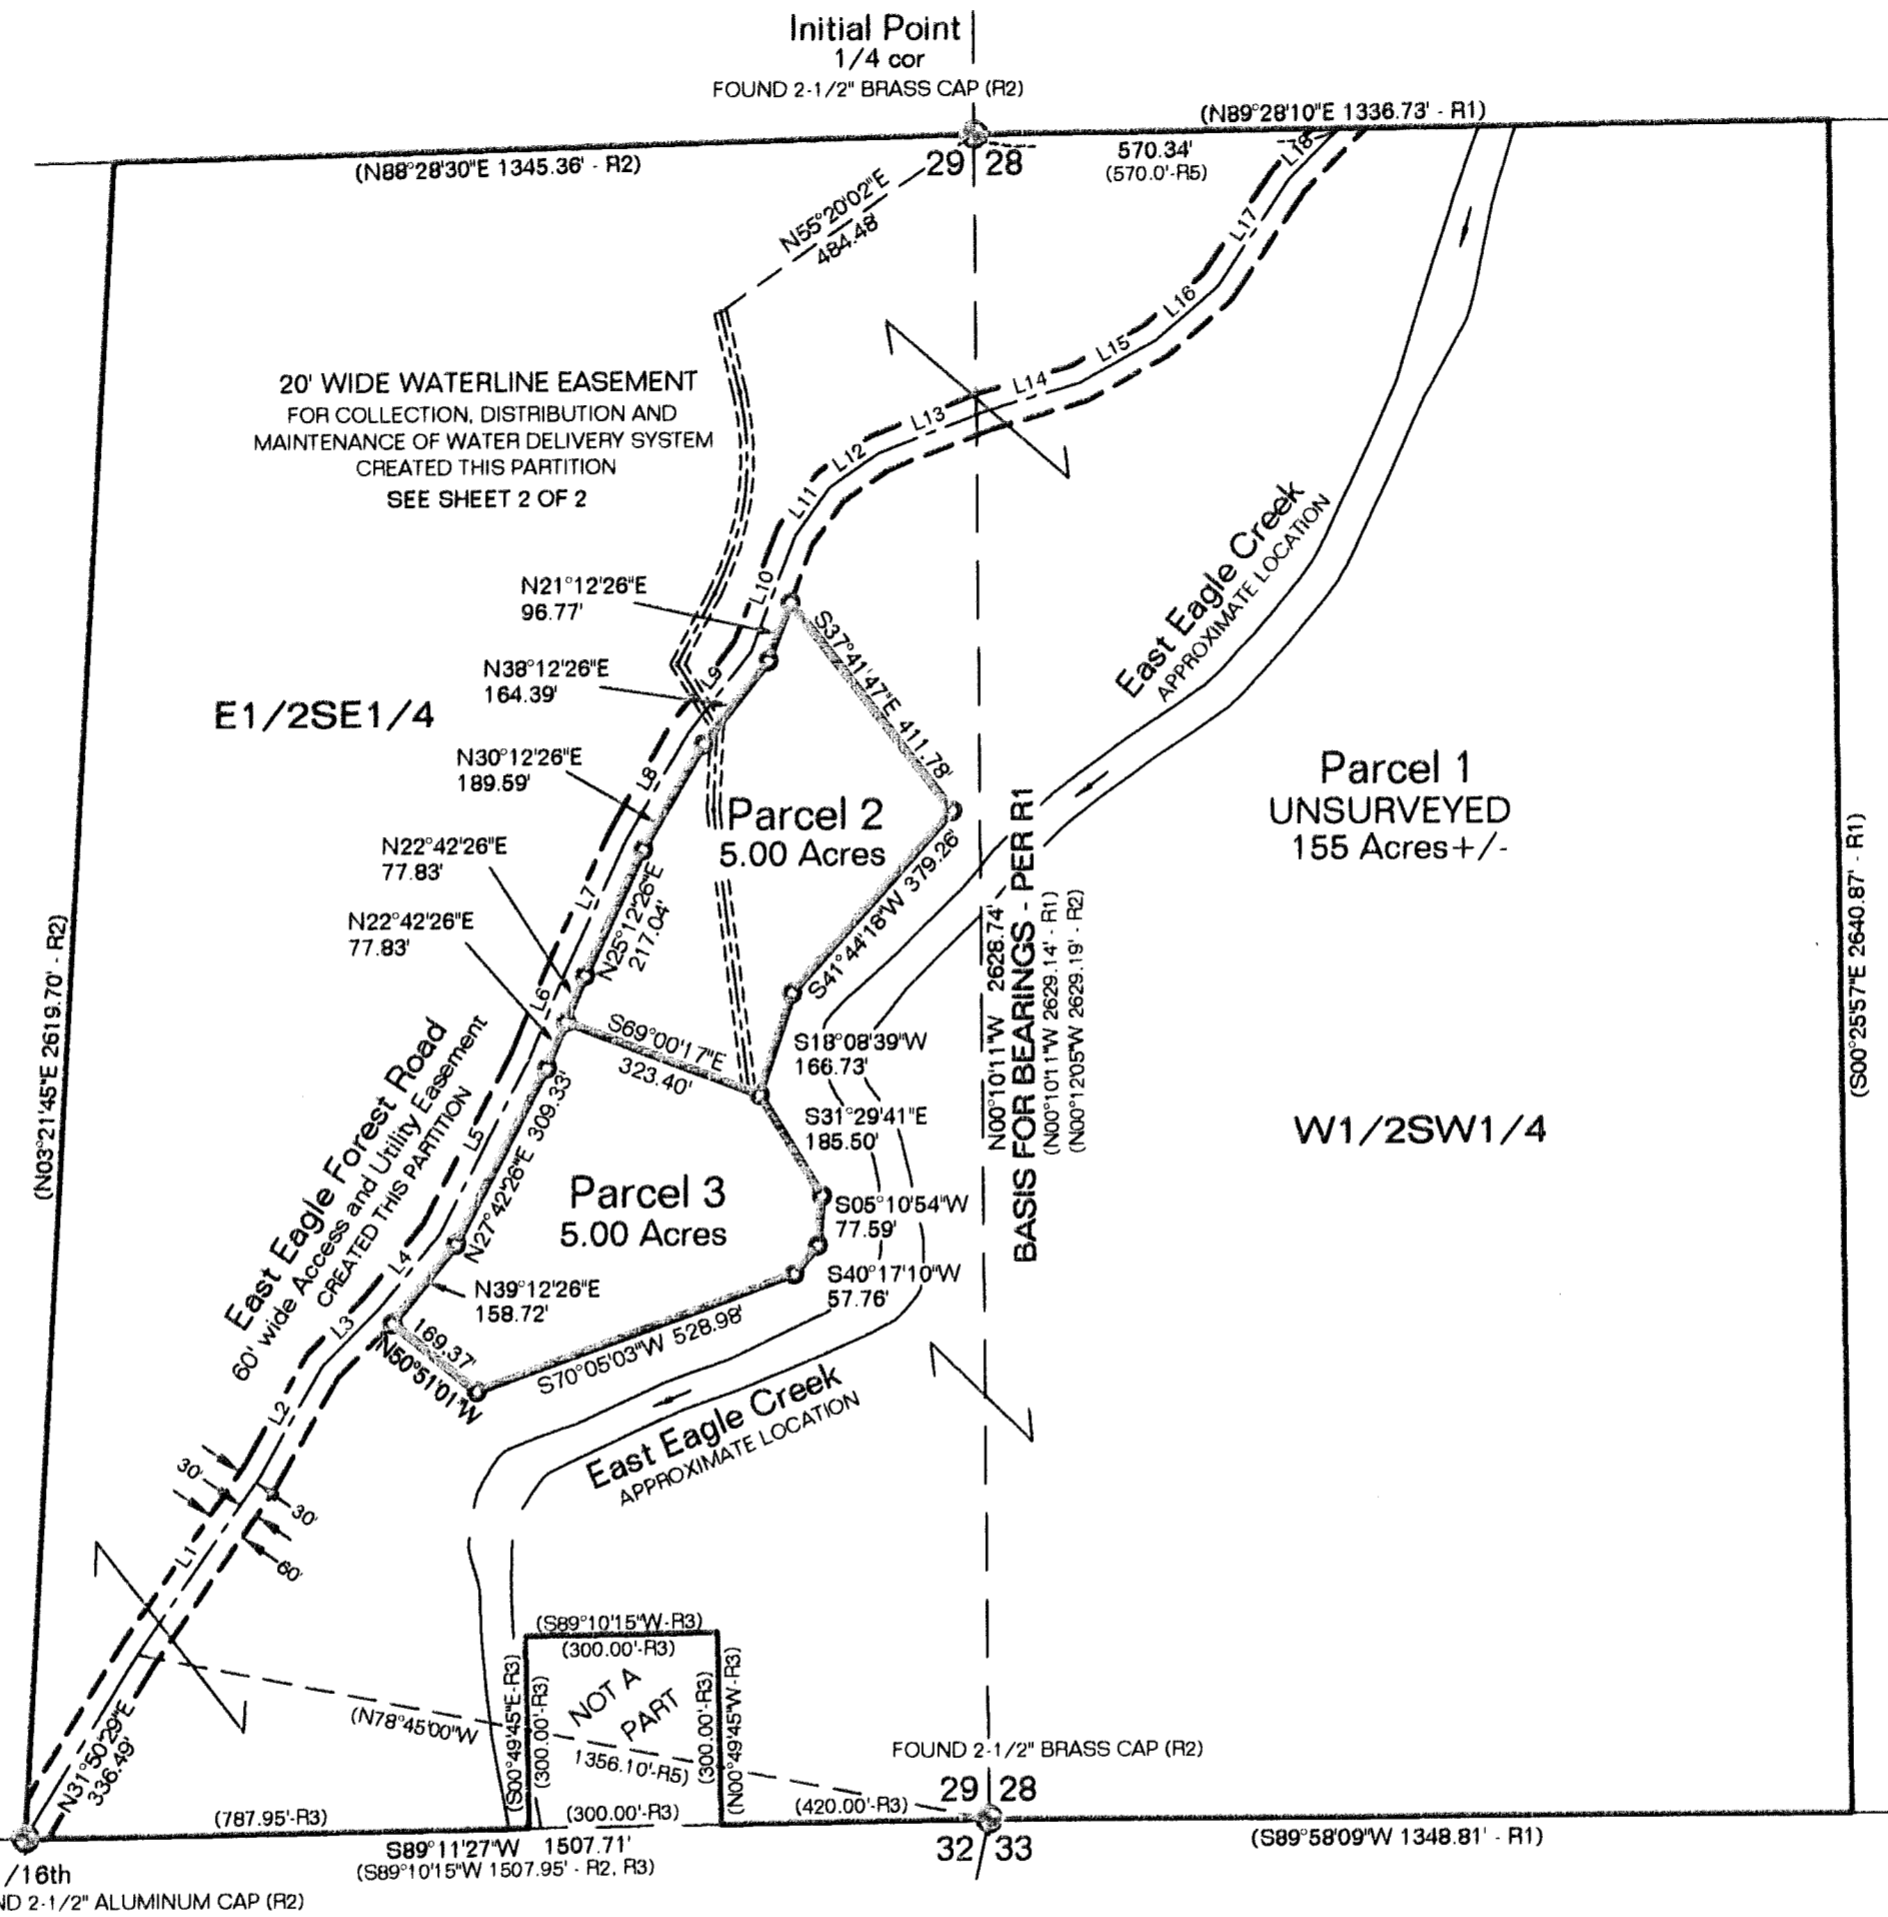 Initial Point
1/4 cor
FOUND 2-1/2" BRASS CAP (R2)
(N89°28'10"E 1336.73' - R1)
(N88°28'30"E 1345.36' - R2)
29 28
570.34'
(570.0'-R5)
L18
N55°20'02"E
484.48'
L17
L16
L15
L14
L13
L12
L11
L10
20' WIDE WATERLINE EASEMENT
FOR COLLECTION, DISTRIBUTION AND
MAINTENANCE OF WATER DELIVERY SYSTEM
CREATED THIS PARTITION
SEE SHEET 2 OF 2
East Eagle Creek
APPROXIMATE LOCATION
N21°12'26"E
96.77'
S37°41'47"E 411.78'
N38°12'26"E
164.39'
L9
E1/2SE1/4
N30°12'26"E
189.59'
L8
Parcel 2
5.00 Acres
Parcel 1
UNSURVEYED
155 Acres+/-
N22°42'26"E
77.83'
L7
N25°12'26"E
217.04'
S41°44'18"W 379.26'
N22°42'26"E
77.83'
(N03°21'45"E 2619.70' - R2)
N00°10'11"W 2628.74'
BASIS FOR BEARINGS - PER R1
(N00°10'11"W 2629.14' - R1)
(N00°12'05"W 2629.19' - R2)
(S00°25'57"E 2640.87' - R1)
L6
S69°00'17"E
323.40'
S18°08'39"W
166.73'
East Eagle Forest Road
60' wide Access and Utility Easement
CREATED THIS PARTITION
L5
N27°42'26"E 309.33'
S31°29'41"E
185.50'
W1/2SW1/4
Parcel 3
5.00 Acres
S05°10'54"W
77.59'
L4
N39°12'26"E
158.72'
S40°17'10"W
57.76'
L3
169.37'
N50°51'01"W
S70°05'03"W 528.98'
East Eagle Creek
APPROXIMATE LOCATION
L2
30'
30'
60'
L1
(S89°10'15"W-R3)
(300.00'-R3)
NOT A
PART
(S00°49'45"E-R3)
(300.00'-R3)
(300.00'-R3)
(N00°49'45"W-R3)
(N78°45'00"W
1356.10'-R5)
N31°50'29"E
336.49'
FOUND 2-1/2" BRASS CAP (R2)
29 28
(787.95'-R3)
(300.00'-R3)
(420.00'-R3)
S89°11'27"W 1507.71'
(S89°10'15"W 1507.95' - R2, R3)
32 33
(S89°58'09"W 1348.81' - R1)
/16th
ND 2-1/2" ALUMINUM CAP (R2)